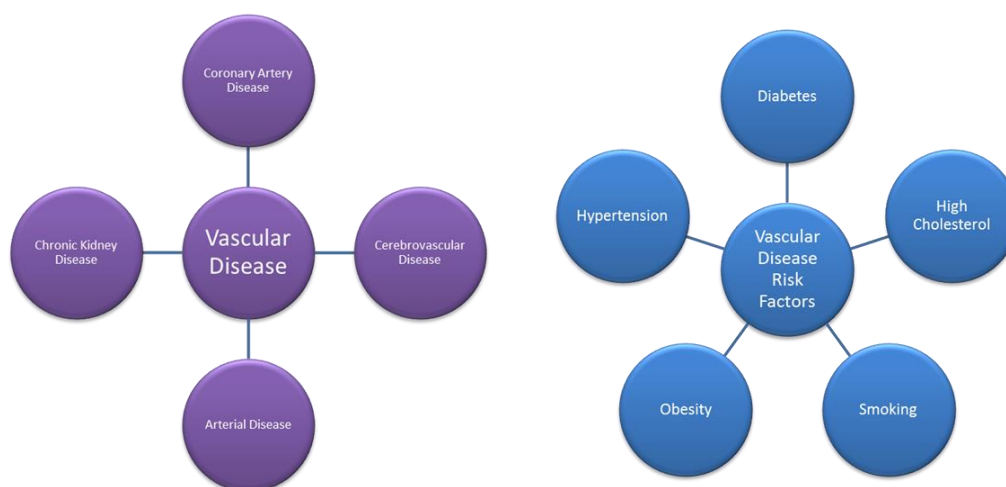 Coronary Artery
Disease
Chronic Kidney
Disease
Vascular
Disease
Cerebrovascular
Disease
Arterial Disease
Diabetes
Hypertension
High
Cholesterol
Vascular
Disease
Risk
Factors
Obesity
Smoking